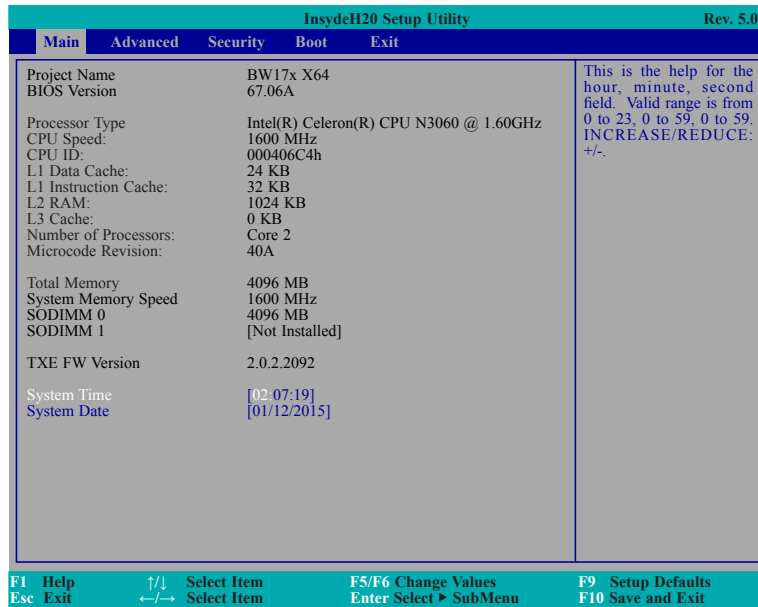 InsydeH20 Setup Utility Rev. 5.0
Main Advanced Security Boot Exit
Project Name BW17x X64
BIOS Version 67.06A
Processor Type Intel(R) Celeron(R) CPU N3060 @ 1.60GHz
CPU Speed: 1600 MHz
CPU ID: 000406C4h
L1 Data Cache: 24 KB
L1 Instruction Cache: 32 KB
L2 RAM: 1024 KB
L3 Cache: 0 KB
Number of Processors: Core 2
Microcode Revision: 40A
Total Memory 4096 MB
System Memory Speed 1600 MHz
SODIMM 0 4096 MB
SODIMM 1 [Not Installed]
TXE FW Version 2.0.2.2092
System Time [02:07:19]
System Date [01/12/2015]
This is the help for the
hour, minute, second
field. Valid range is from
0 to 23, 0 to 59, 0 to 59.
INCREASE/REDUCE:
+/-.
F1 Help ↑/↓ Select Item F5/F6 Change Values F9 Setup Defaults
Esc Exit ←/→ Select Item Enter Select ▶ SubMenu F10 Save and Exit